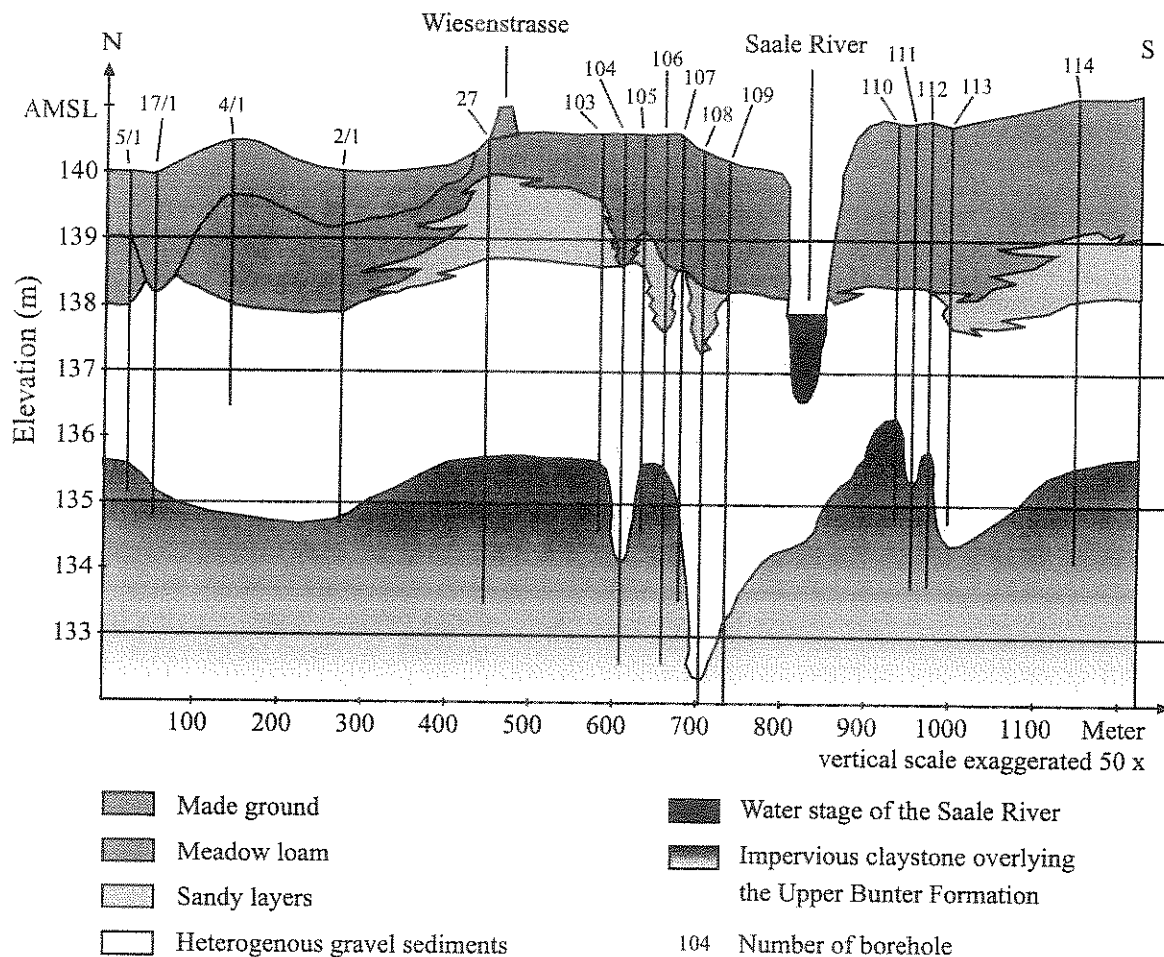 Wiesenstrasse
Saale River
N
S
AMSL
5/1
17/1
4/1
2/1
27
103
104
105
106
107
108
109
110
111
112
113
114
Elevation (m)
140
139
138
137
136
135
134
133
100 200 300 400 500 600 700 800 900 1000 1100 Meter
vertical scale exaggerated 50 x
Made ground
Meadow loam
Sandy layers
Heterogenous gravel sediments
Water stage of the Saale River
Impervious claystone overlying
the Upper Bunter Formation
104 Number of borehole